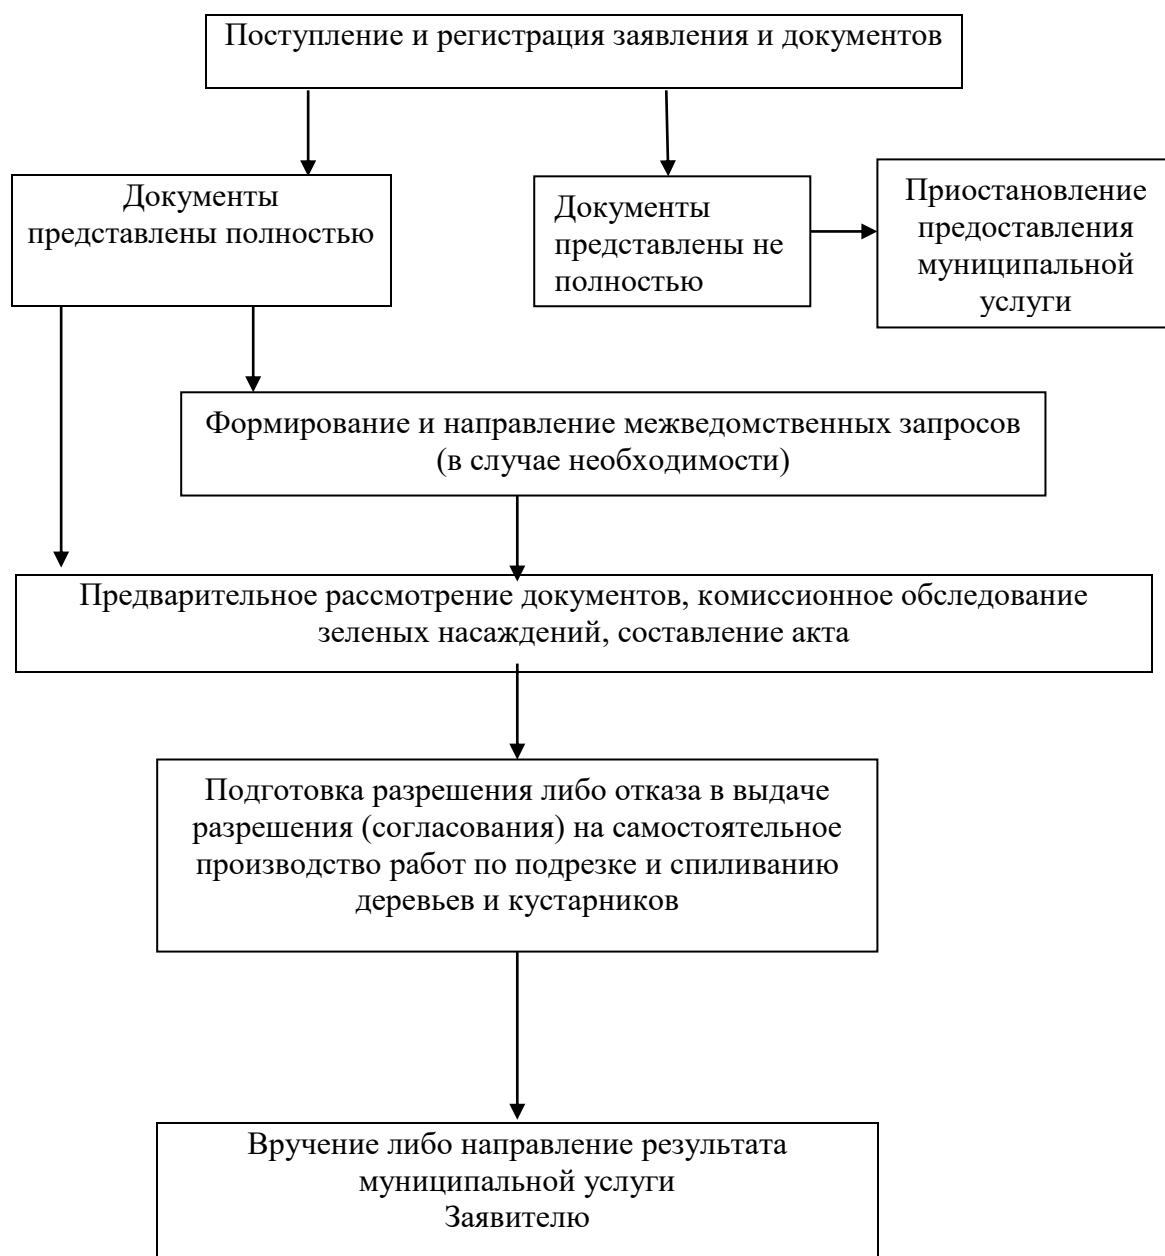 Поступление и регистрация заявления и документов
Документы
представлены полностью
Документы
представлены не
полностью
Приостановление
предоставления
муниципальной
услуги
Формирование и направление межведомственных запросов
(в случае необходимости)
Предварительное рассмотрение документов, комиссионное обследование
зеленых насаждений, составление акта
Подготовка разрешения либо отказа в выдаче
разрешения (согласования) на самостоятельное
производство работ по подрезке и спиливанию
деревьев и кустарников
Вручение либо направление результата
муниципальной услуги
Заявителю